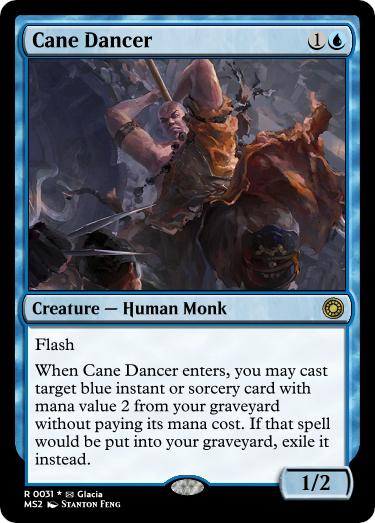 Cane Dancer 1
Creature — Human Monk
Flash
When Cane Dancer enters, you may cast
target blue instant or sorcery card with
mana value 2 from your graveyard
without paying its mana cost. If that spell
would be put into your graveyard, exile it
instead.
1/2
R 0031 * Glacia
MS2 Stanton Feng